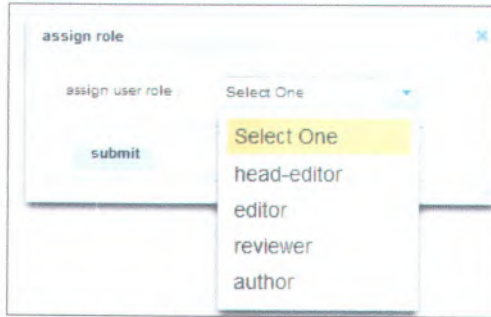 assign role
assign user role : Select One
submit
Select One
head-editor
editor
reviewer
author